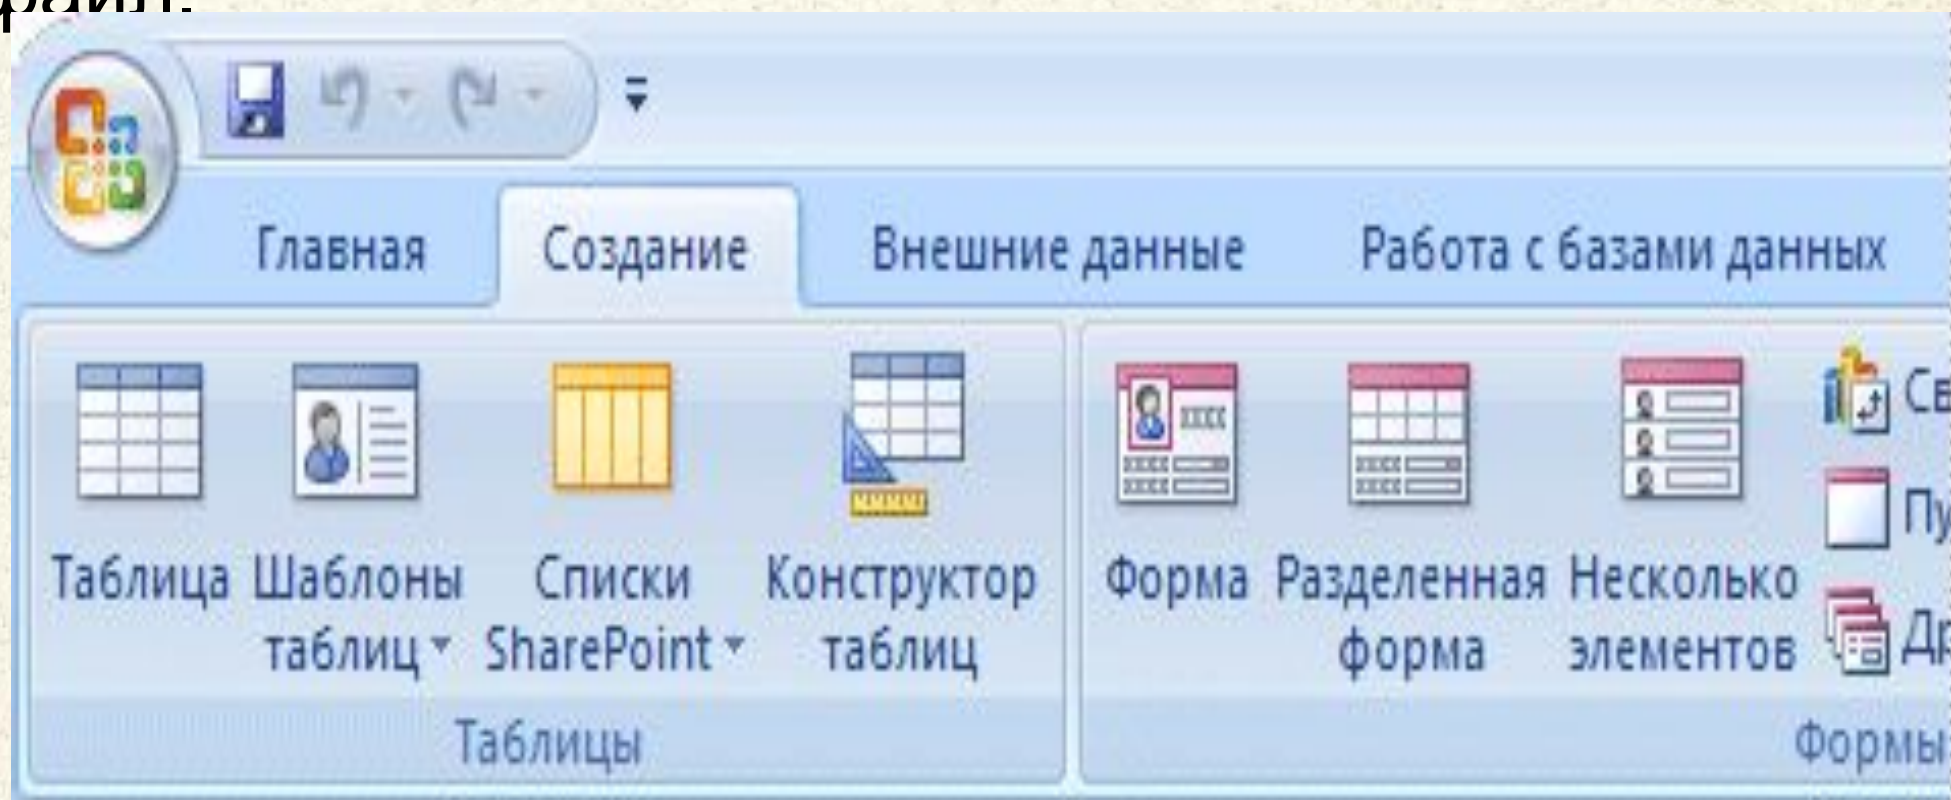 Главная Создание Внешние данные Работа с базами данных
Таблица Шаблоны таблиц Списки SharePoint Конструктор таблиц
Форма Разделенная форма Несколько элементов
Таблицы
Формы